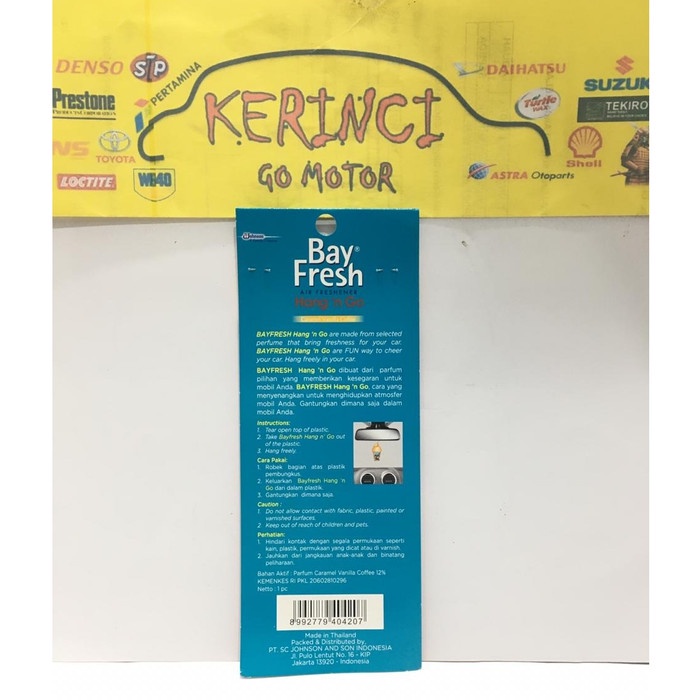 DENSO
STP
PERTAMINA
Prestone
NS
TOYOTA
LOCTITE
WD40
KERINCI
GO MOTOR
DAIHATSU
SUZUK
Turtle
WAX
TEKIRO
Shell
ASTRA Otoparts
Bay
Fresh
AIR FRESHENER
Hang 'n Go
BAYFRESH Hang 'n Go are made from selected
perfume that bring freshness for your car.
BAYFRESH Hang 'n Go are FUN way to cheer
your car. Hang freely in your car.
BAYFRESH Hang 'n Go dibuat dari parfum
pilihan yang memberikan kesegaran untuk
mobil Anda. BAYFRESH Hang 'n Go, cara yang
menyenangkan untuk menghidupkan atmosfer
mobil Anda. Gantungkan dimana saja dalam
mobil Anda.
Instructions:
1. Tear open top of plastic.
2. Take Bayfresh Hang n' Go out
of the plastic.
3. Hang freely.
Cara Pakai:
1. Robek bagian atas plastik
pembungkus.
2. Keluarkan Bayfresh Hang 'n
Go dari dalam plastik.
3. Gantungkan dimana saja.
Caution :
1. Do not allow contact with fabric, plastic, painted or
varnished surfaces.
2. Keep out of reach of children and pets.
Perhatian:
1. Hindari kontak dengan segala permukaan seperti
kain, plastik, permukaan yang dicat atau di varnish.
2. Jauhkan dari jangkauan anak-anak dan binatang
peliharaan.
Bahan Aktif : Parfum Caramel Vanilla Coffee 12%
KEMENKES RI PKL 20602810296
Netto : 1 pc
8992779 404207
Made in Thailand
Packed & Distributed by,
PT. SC JOHNSON AND SON INDONESIA
Jl. Pulo Lentut No. 16 - KIP
Jakarta 13920 - Indonesia